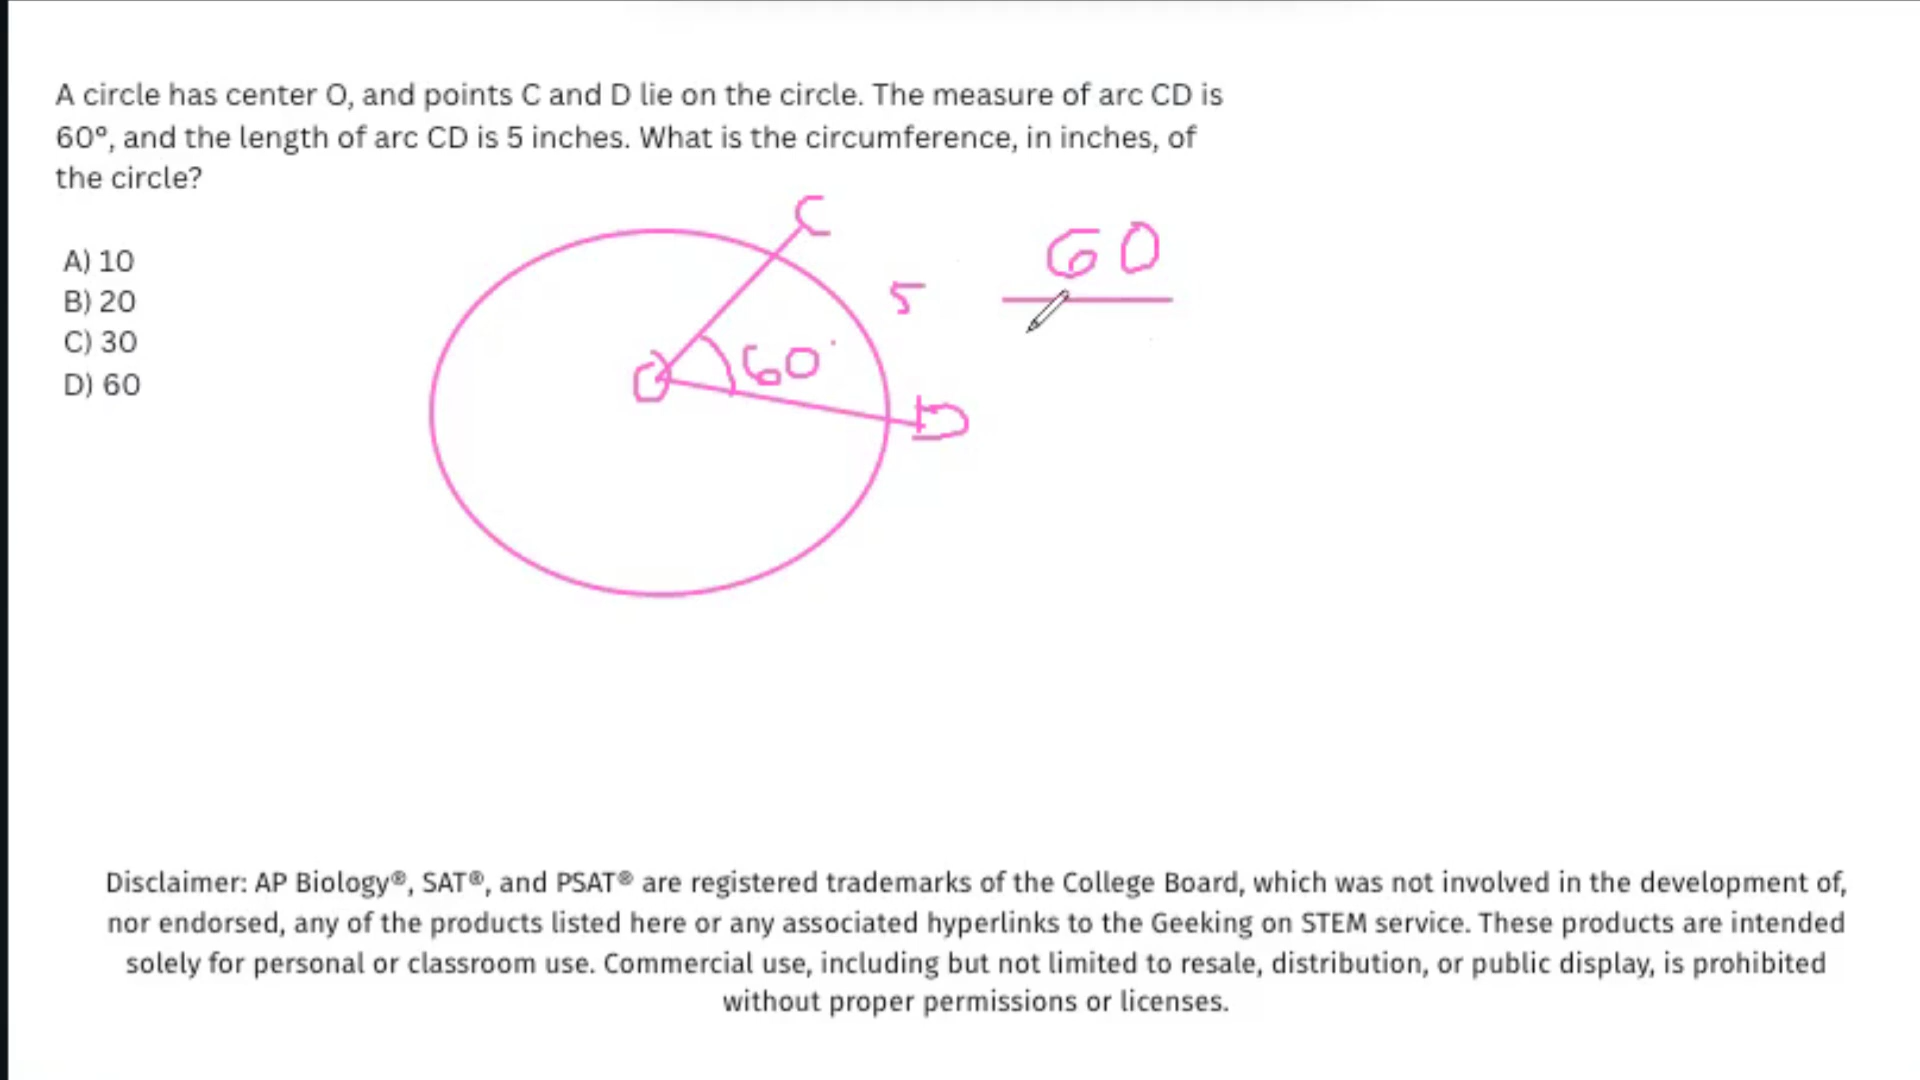 A circle has center O, and points C and D lie on the circle. The measure of arc CD is
60°, and the length of arc CD is 5 inches. What is the circumference, in inches, of
the circle?
A) 10
B) 20
C) 30
D) 60
C
5
60
O
60°
D
Disclaimer: AP Biology®, SAT®, and PSAT® are registered trademarks of the College Board, which was not involved in the development of,
nor endorsed, any of the products listed here or any associated hyperlinks to the Geeking on STEM service. These products are intended
solely for personal or classroom use. Commercial use, including but not limited to resale, distribution, or public display, is prohibited
without proper permissions or licenses.